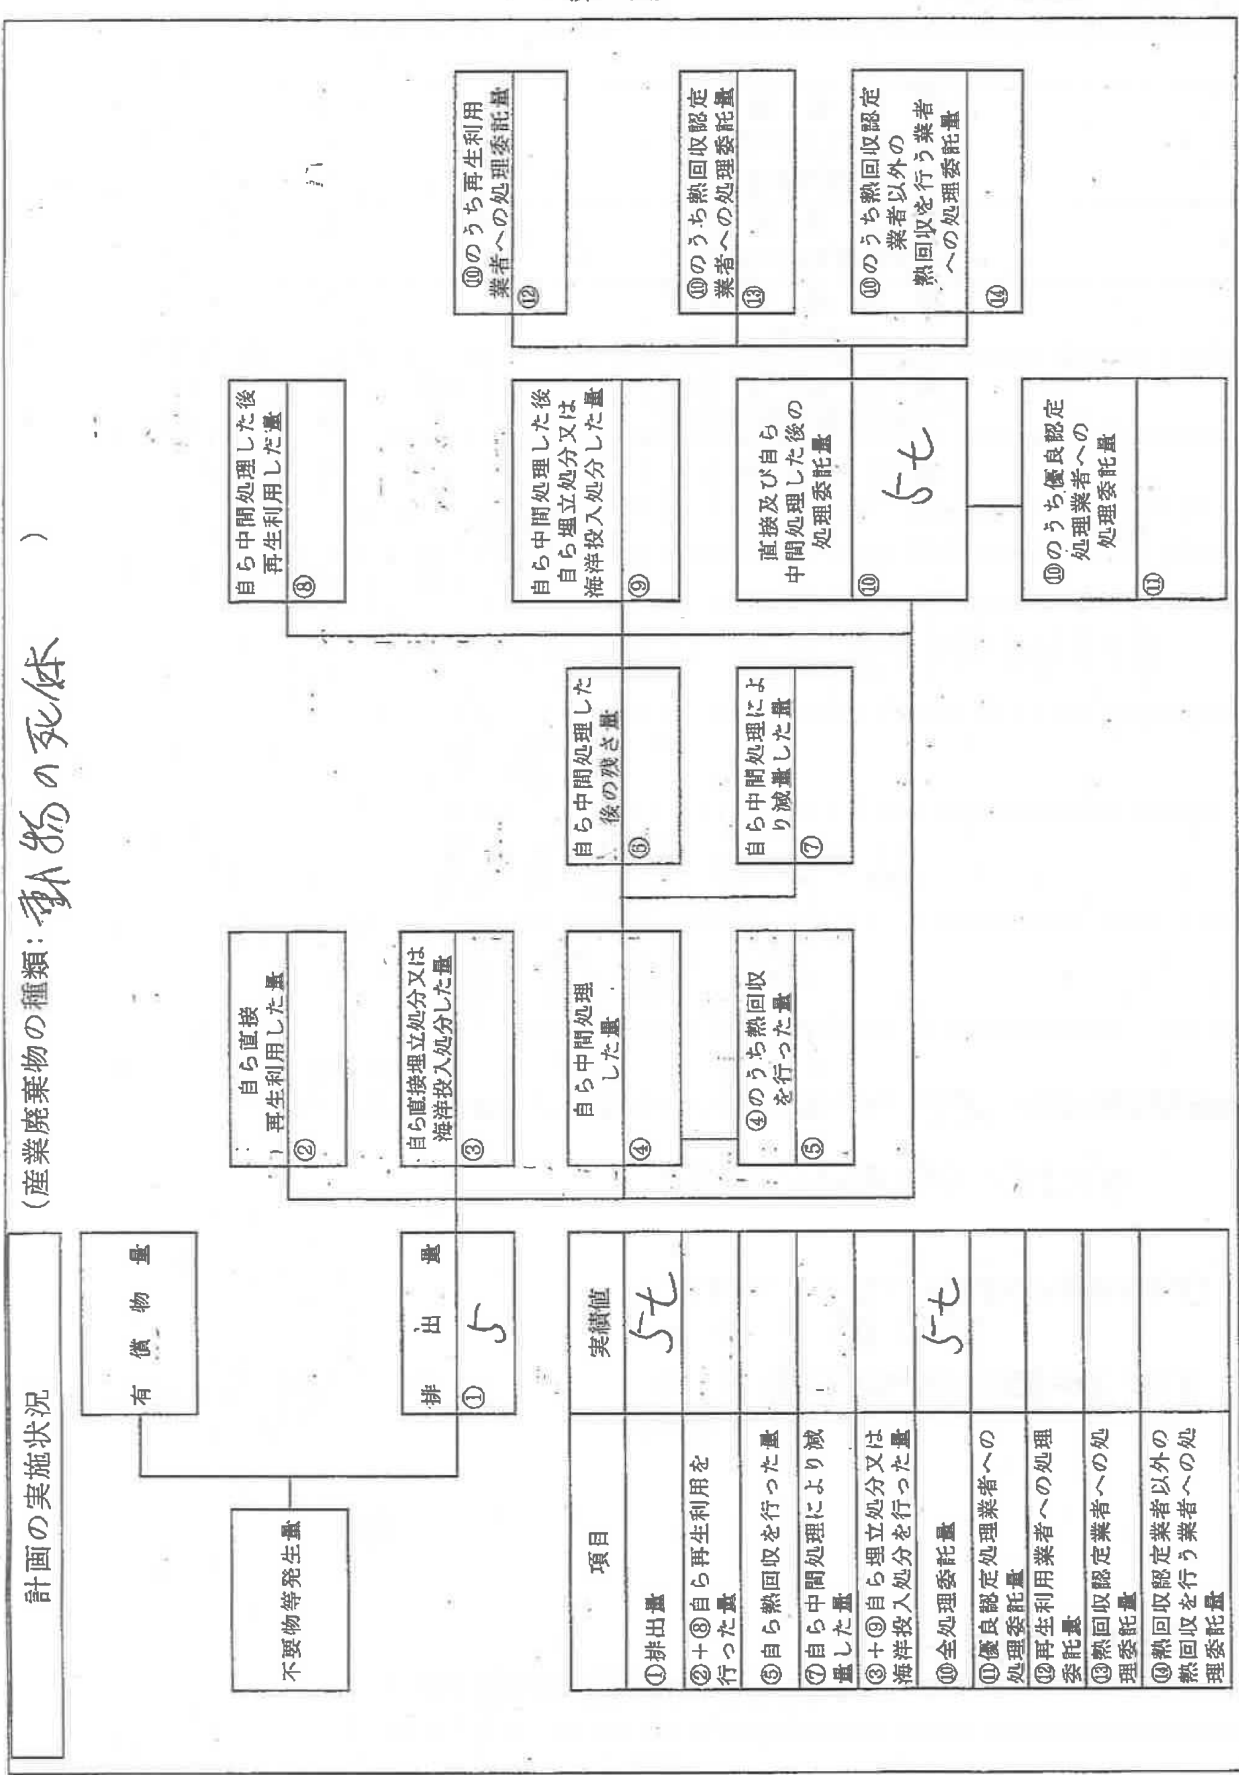 計画の実施状況
(産業廃棄物の種類:動物の死体)
不要物等発生量
有償物量
排出量
①
5
自ら直接
再生利用した量
②
自ら直接埋立処分又は
海洋投入処分した量
③
自ら中間処理
した量
④
④のうち熱回収
を行った量
⑤
自ら中間処理した
後の残さ量
⑥
自ら中間処理によ
り減量した量
⑦
自ら中間処理した後
再生利用した量
⑧
自ら中間処理した後
自ら埋立処分又は
海洋投入処分した量
⑨
直接及び自ら
中間処理した後の
処理委託量
⑩
5t
⑩のうち優良認定
処理業者への
処理委託量
⑪
⑩のうち再生利用
業者への処理委託量
⑫
⑩のうち熱回収認定
業者への処理委託量
⑬
⑩のうち熱回収認定
業者以外の
熱回収を行う業者
への処理委託量
⑭
項目 実績値
①排出量 5t
②+⑧自ら再生利用を
行った量
⑤自ら熱回収を行った量
⑦自ら中間処理により減
量した量
③+⑨自ら埋立処分又は
海洋投入処分を行った量
⑩全処理委託量 5t
⑪優良認定処理業者への
処理委託量
⑫再生利用業者への処理
委託量
⑬熱回収認定業者への処
理委託量
⑭熱回収認定業者以外の
熱回収を行う業者への処
理委託量